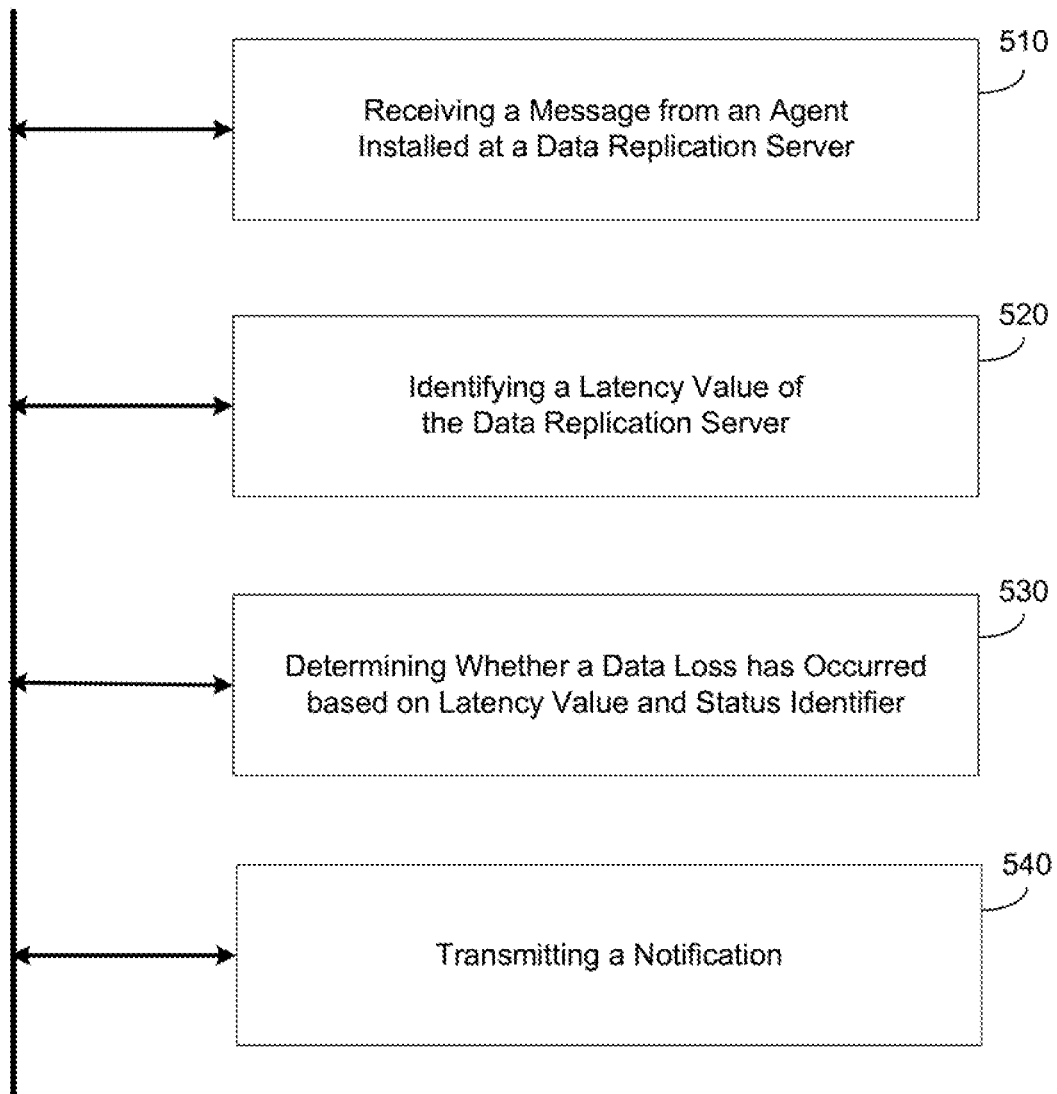 510
Receiving a Message from an Agent
Installed at a Data Replication Server
520
Identifying a Latency Value of
the Data Replication Server
530
Determining Whether a Data Loss has Occurred
based on Latency Value and Status Identifier
540
Transmitting a Notification